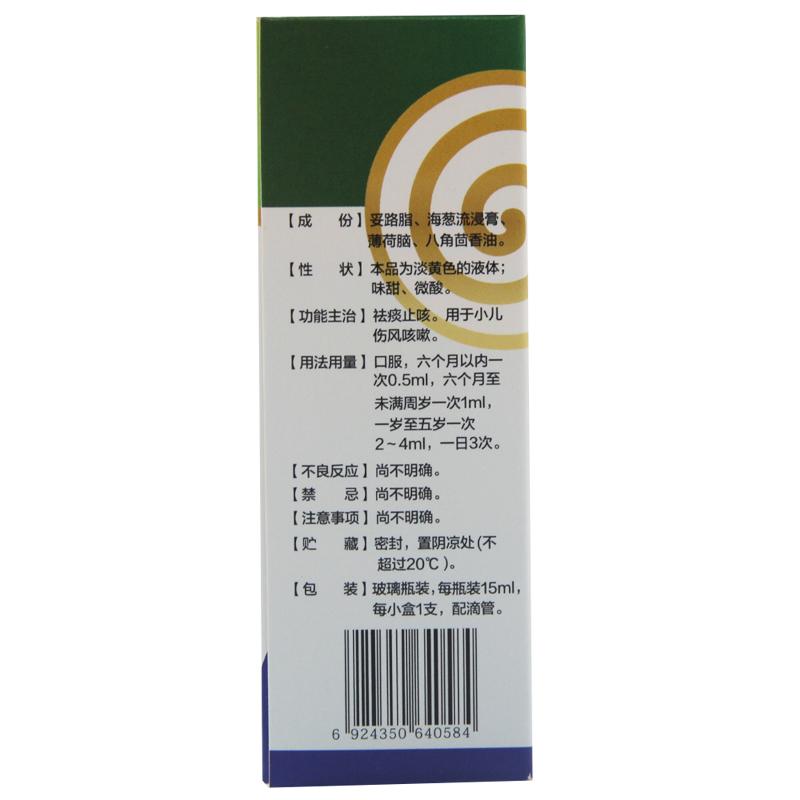 【成　份】妥路脂、海葱流浸膏、
薄荷脑、八角茴香油。
【性　状】本品为淡黄色的液体；
味甜、微酸。
【功能主治】祛痰止咳。用于小儿
伤风咳嗽。
【用法用量】口服，六个月以内一
次0.5ml，六个月至
未满周岁一次1ml，
一岁至五岁一次
2～4ml，一日3次。
【不良反应】尚不明确。
【禁　忌】尚不明确。
【注意事项】尚不明确。
【贮　藏】密封，置阴凉处(不
超过20℃)。
【包　装】玻璃瓶装，每瓶装15ml，
每小盒1支，配滴管。
6 924350 640584